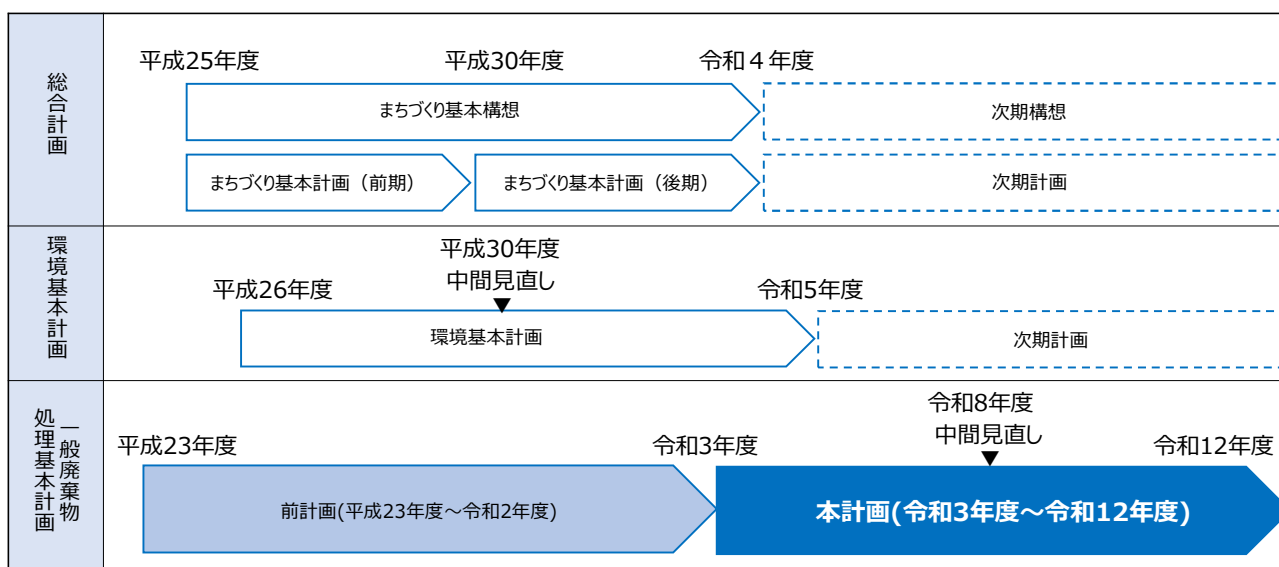 総合計画
平成25年度
平成30年度
令和４年度
まちづくり基本構想
次期構想
まちづくり基本計画（前期）
まちづくり基本計画（後期）
次期計画
環境基本計画
平成30年度
中間見直し
平成26年度
令和5年度
環境基本計画
次期計画
一般廃棄物
処理基本計画
令和8年度
中間見直し
平成23年度
令和3年度
令和12年度
前計画(平成23年度～令和2年度)
本計画(令和3年度～令和12年度)